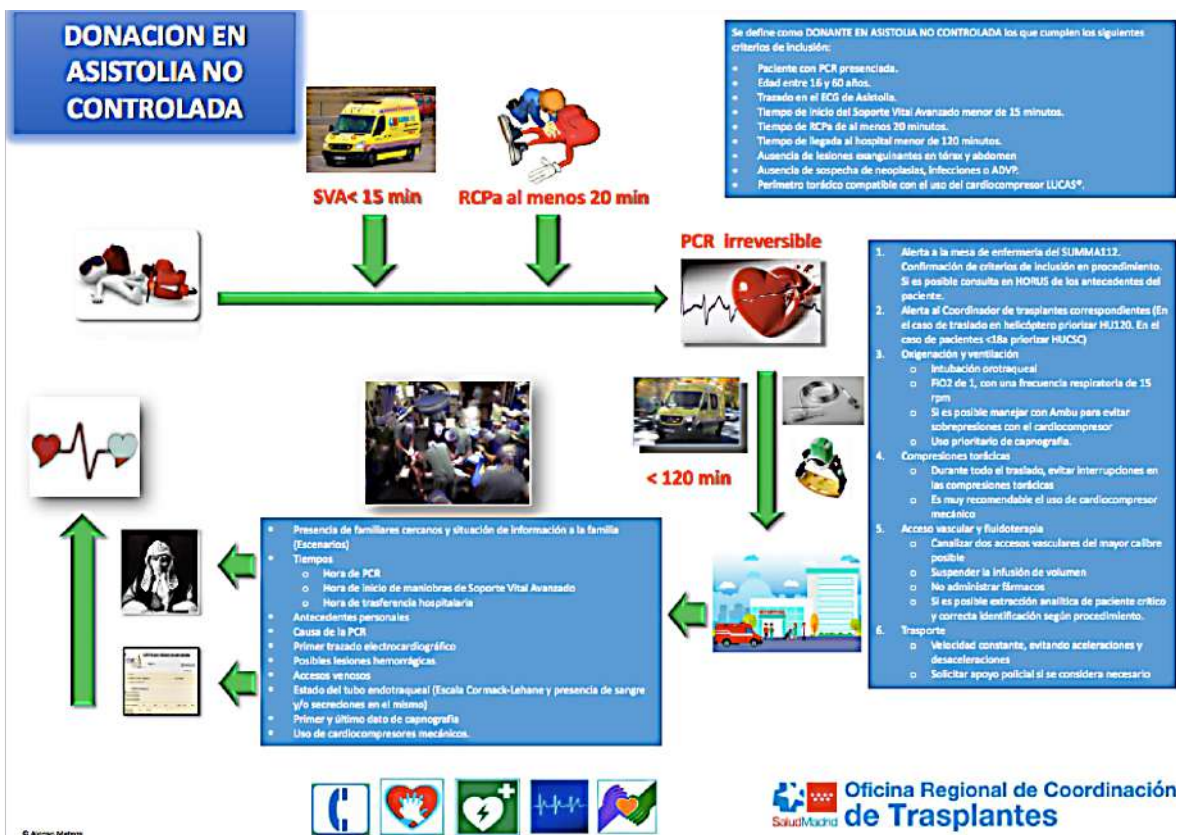 DONACION EN
ASISTOLIA NO
CONTROLADA
Se define como DONANTE EN ASISTOLIA NO CONTROLADA los que cumplen los siguientes
criterios de inclusión:
Paciente con PCR presenciada.
Edad entre 16 y 60 años.
Trazado en el ECG de Asistolia.
Tiempo de inicio del Soporte Vital Avanzado menor de 15 minutos.
Tiempo de RCPa de al menos 20 minutos.
Tiempo de llegada al hospital menor de 120 minutos.
Ausencia de lesiones exanguinantes en tórax y abdomen
Ausencia de sospecha de neoplasias, infecciones o ADVP.
Perímetro torácico compatible con el uso del cardiocompresor LUCAS®.
SVA< 15 min
RCPa al menos 20 min
PCR irreversible
1. Alerta a la mesa de enfermería del SUMMA112.
Confirmación de criterios de inclusión en procedimiento.
Si es posible consulta en HORUS de los antecedentes del
paciente.
2. Alerta al Coordinador de trasplantes correspondientes (En
el caso de traslado en helicóptero priorizar HU120. En el
caso de pacientes <18a priorizar HUCSC)
3. Oxigenación y ventilación
o Intubación orotraqueal
o FiO2 de 1, con una frecuencia respiratoria de 15
rpm
o Si es posible manejar con Ambu para evitar
sobrepresiones con el cardiocompresor
o Uso prioritario de capnografía.
4. Compresiones torácicas
o Durante todo el traslado, evitar interrupciones en
las compresiones torácicas
o Es muy recomendable el uso de cardiocompresor
mecánico
5. Acceso vascular y fluidoterapia
o Canalizar dos accesos vasculares del mayor calibre
posible
o Suspender la infusión de volumen
o No administrar fármacos
o Si es posible extracción analítica de paciente crítico
y correcta identificación según procedimiento.
6. Trasporte
o Velocidad constante, evitando aceleraciones y
desaceleraciones
o Solicitar apoyo policial si se considera necesario
< 120 min
Presencia de familiares cercanos y situación de información a la familia
(Escenarios)
Tiempos
o Hora de PCR
o Hora de inicio de maniobras de Soporte Vital Avanzado
o Hora de trasferencia hospitalaria
Antecedentes personales
Causa de la PCR
Primer trazado electrocardiográfico
Posibles lesiones hemorrágicas
Accesos venosos
Estado del tubo endotraqueal (Escala Cormack-Lehane y presencia de sangre
y/o secreciones en el mismo)
Primer y último dato de capnografía
Uso de cardiocompresores mecánicos.
SaludMadrid
Oficina Regional de Coordinación
de Trasplantes